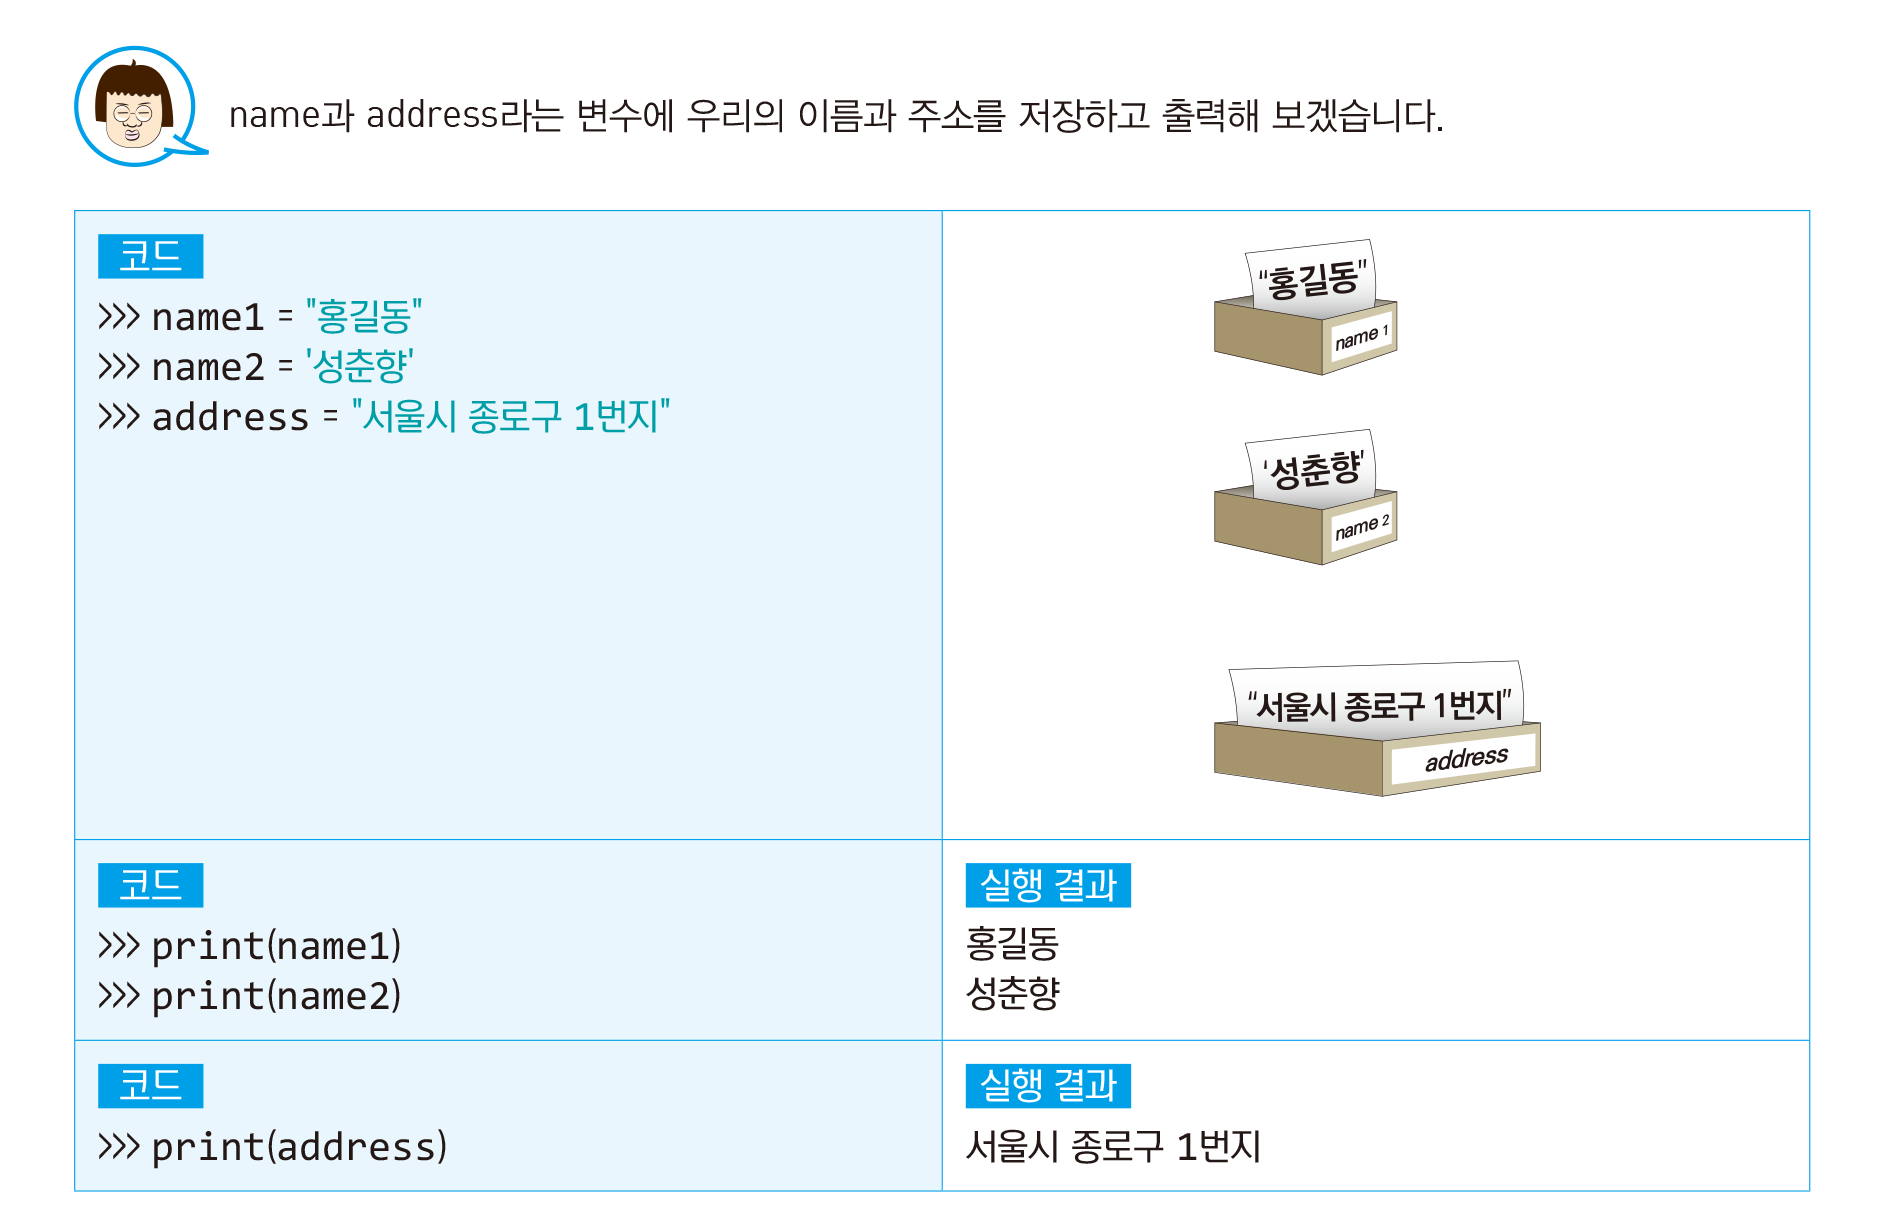 name과 address라는 변수에 우리의 이름과 주소를 저장하고 출력해 보겠습니다.
코드
>>> name1 = "홍길동"
>>> name2 = '성춘향'
>>> address = "서울시 종로구 1번지"
“홍길동”
name 1
‘성춘향’
name 2
“서울시 종로구 1번지”
address
코드
>>> print(name1)
>>> print(name2)
실행 결과
홍길동
성춘향
코드
>>> print(address)
실행 결과
서울시 종로구 1번지